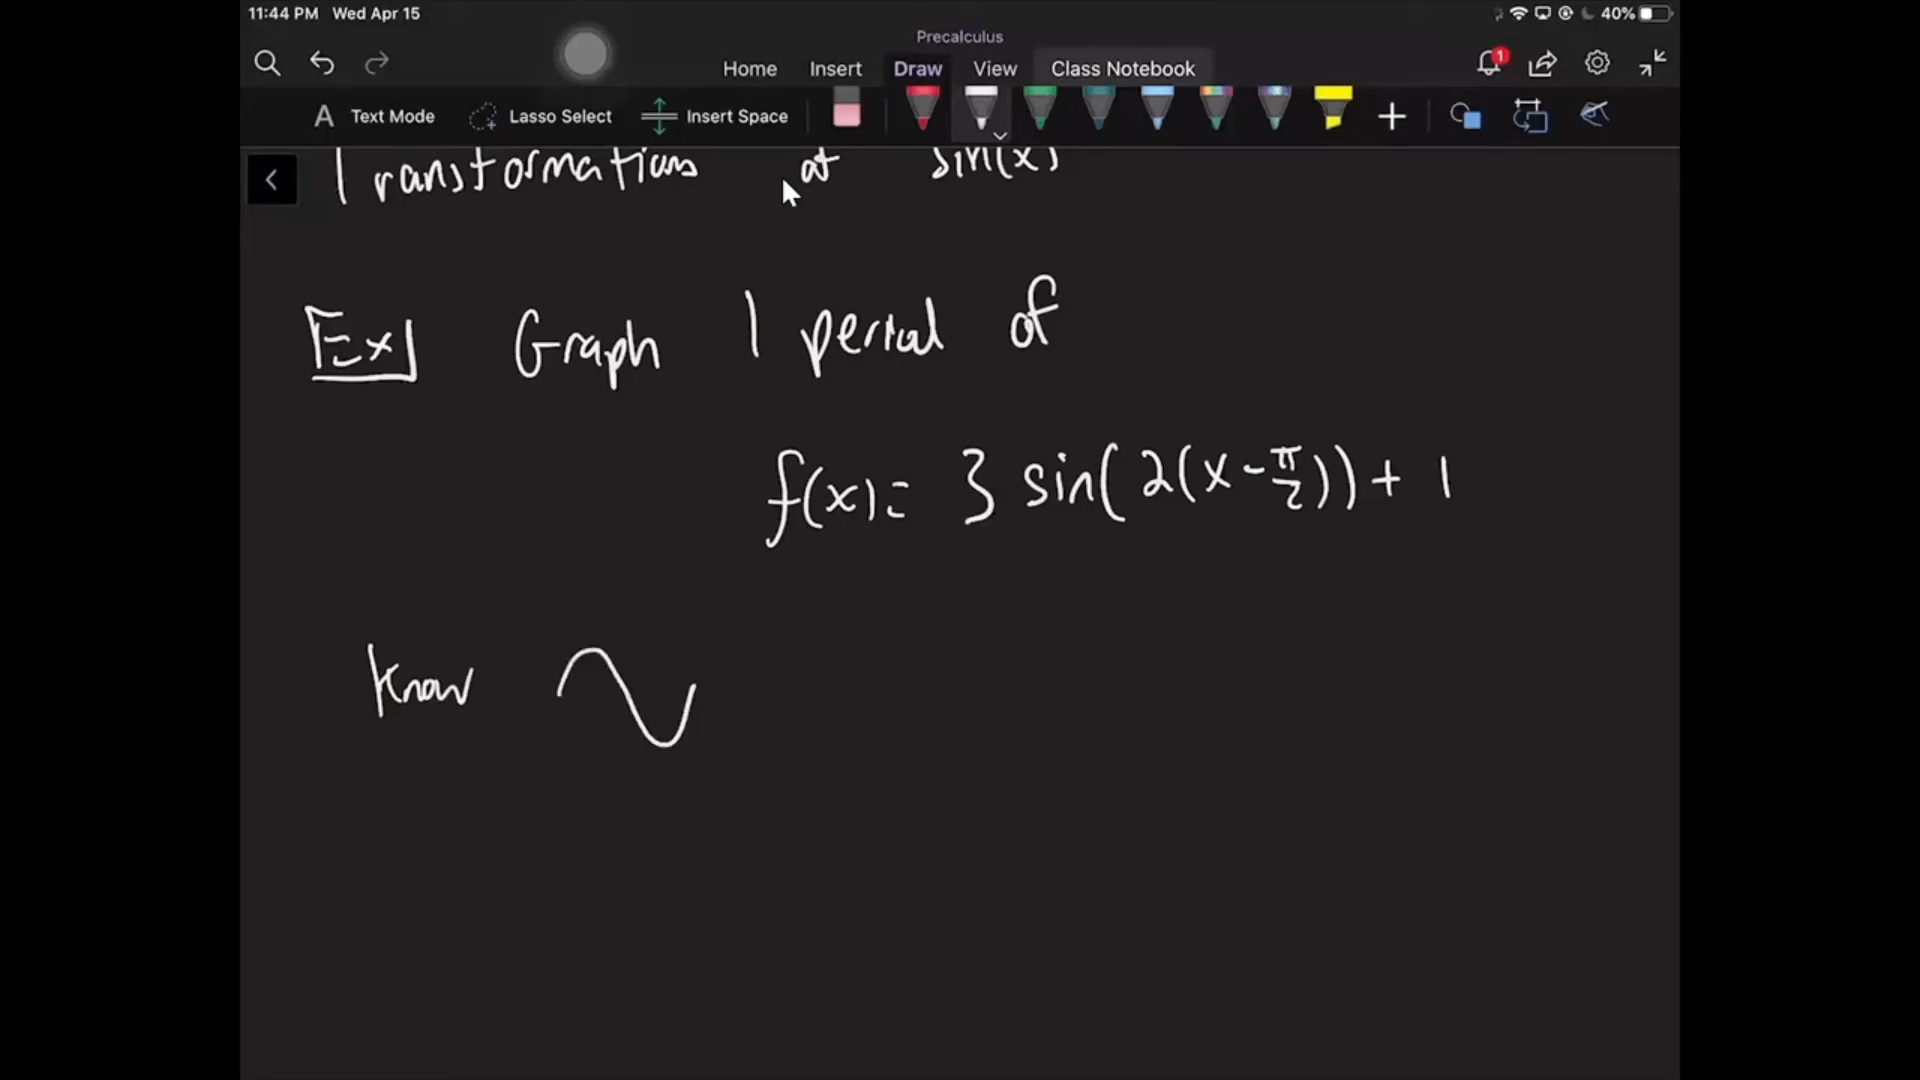 11:44 PM Wed Apr 15 40%
Precalculus
Home Insert Draw View Class Notebook
1
A Text Mode Lasso Select Insert Space
Transformations of sin(x)
Ex Graph 1 period of
f(x)= 3 sin(2(x-π/2))+1
Know